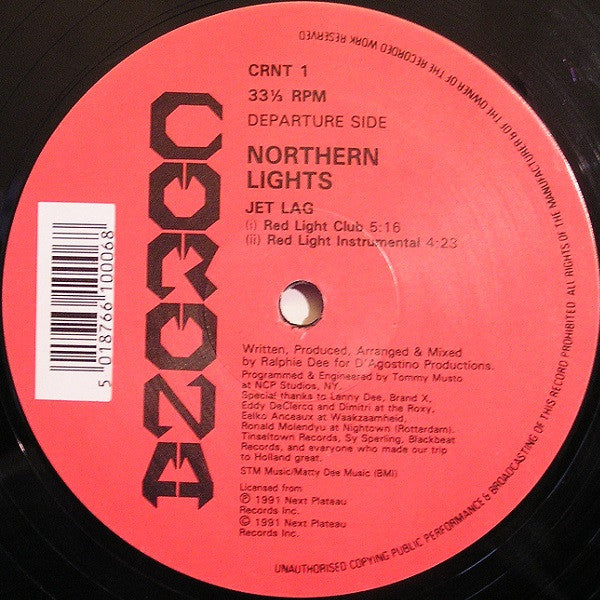 CRNT 1
33⅓ RPM
DEPARTURE SIDE
NORTHERN
LIGHTS
JET LAG
(i) Red Light Club 5:16
(ii) Red Light Instrumental 4:23
CORONA
5 018766 100068
Written, Produced, Arranged & Mixed
by Ralphie Dee for D'Agostino Productions.
Programmed & Engineered by Tommy Musto
at NCP Studios, NY.
Special thanks to Lanny Dee, Brand X,
Eddy DeClercq and Dimitri at the Roxy,
Eelko Anceaux at Waakzaamheid,
Ronald Molendyu at Nightown (Rotterdam).
Tinseltown Records, Sy Sperling, Blackbeat
Records, and everyone who made my trip
to Holland great.
STM Music/Matty Dee Music (BMI)
Licensed from
℗ 1991 Next Plateau
Records Inc.
© 1991 Next Plateau
Records Inc.
UNAUTHORISED COPYING PUBLIC PERFORMANCE & BROADCASTING OF THIS RECORD PROHIBITED. ALL RIGHTS OF THE MANUFACTURER & OF THE OWNER OF THE RECORDED WORK RESERVED